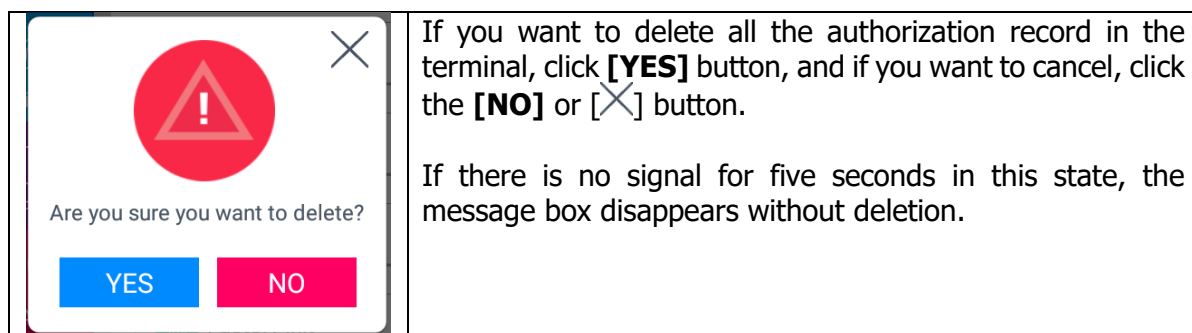 Are you sure you want to delete?
YES
NO
If you want to delete all the authorization record in the
terminal, click [YES] button, and if you want to cancel, click
the [NO] or [╳] button.
If there is no signal for five seconds in this state, the
message box disappears without deletion.